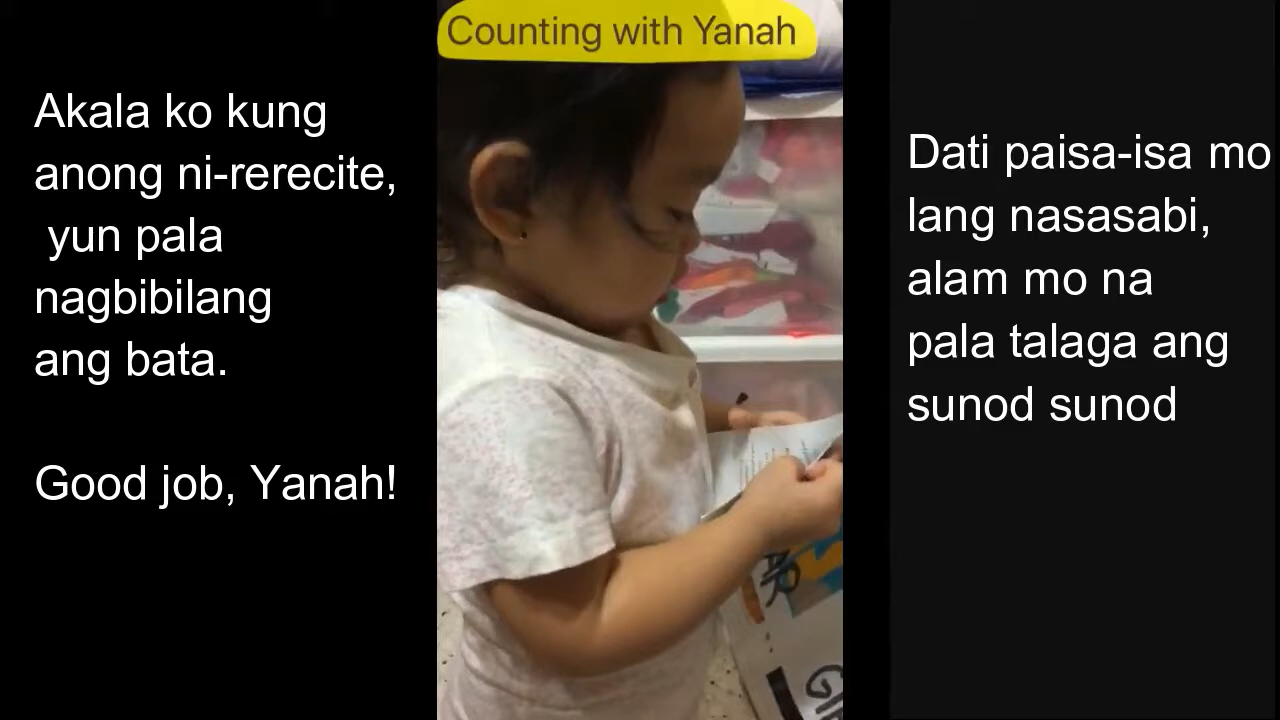 Counting with Yanah
Akala ko kung
anong ni-rerecite,
yun pala
nagbibilang
ang bata.
Good job, Yanah!
Dati paisa-isa mo
lang nasasabi,
alam mo na
pala talaga ang
sunod sunod